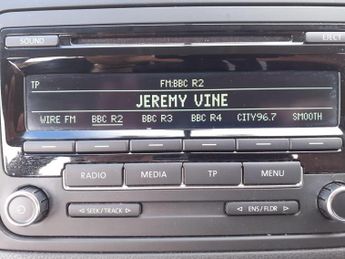 SOUND
EJECT
TP
FM:BBC R2
JEREMY VINE
WIRE FM BBC R2 BBC R3 BBC R4 CITY96.7 SMOOTH
RADIO MEDIA TP MENU
◁ SEEK / TRACK ▷ ◁ ENS / FLDR ▷